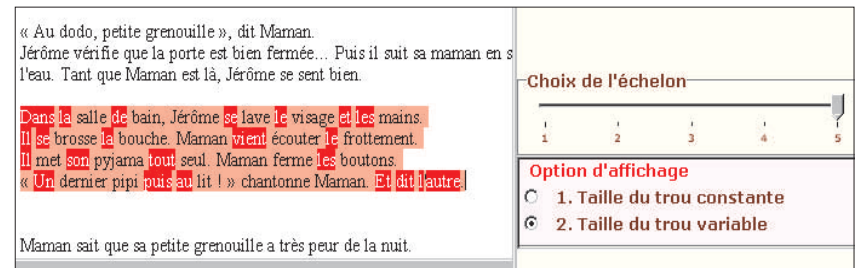 « Au dodo, petite grenouille », dit Maman.
Jérôme vérifie que la porte est bien fermée... Puis il suit sa maman en s
l'eau. Tant que Maman est là, Jérôme se sent bien.
Dans la salle de bain, Jérôme se lave le visage et les mains.
Il se brosse la bouche. Maman vient écouter le frottement.
Il met son pyjama tout seul. Maman ferme les boutons.
« Un dernier pipi puis au lit ! » chantonne Maman. Et dit l'autre.
Maman sait que sa petite grenouille a très peur de la nuit.
Choix de l'échelon
1 2 3 4 5
Option d'affichage
1. Taille du trou constante
2. Taille du trou variable